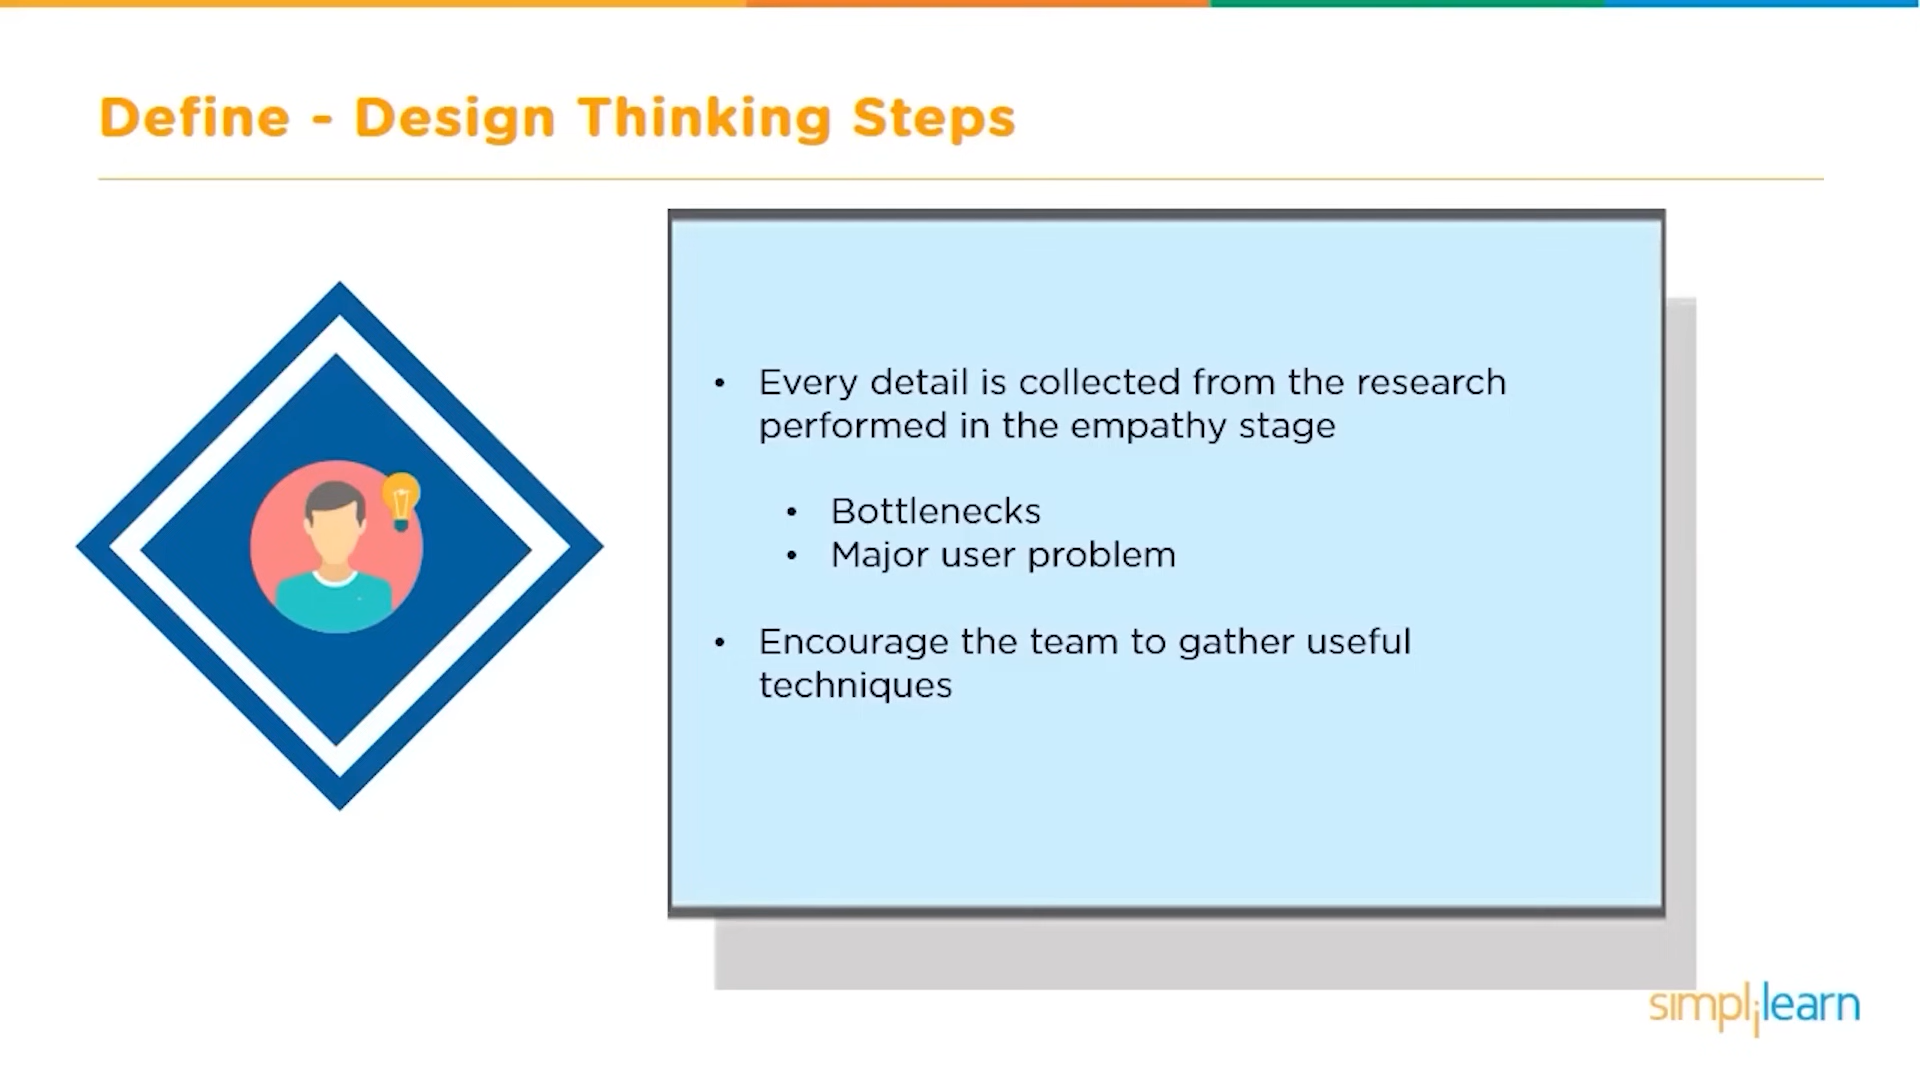 Define - Design Thinking Steps
• Every detail is collected from the research
performed in the empathy stage
• Bottlenecks
• Major user problem
• Encourage the team to gather useful
techniques
simplilearn